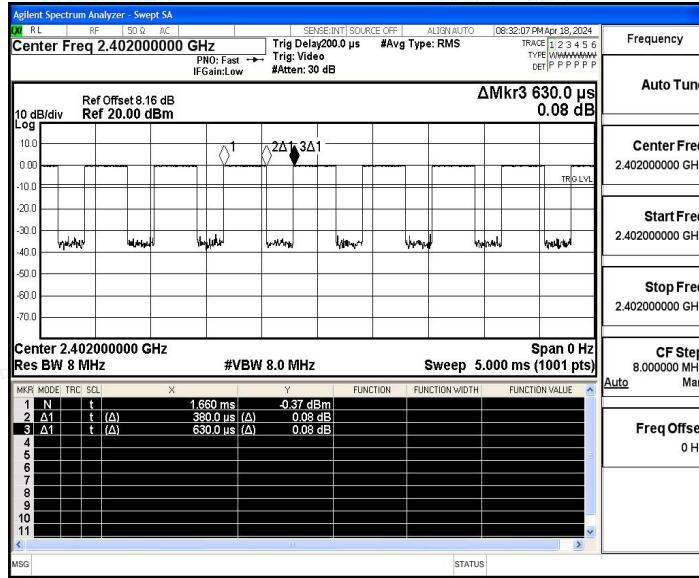 Agilent Spectrum Analyzer - Swept SA
LXI RL RF 50 Ω AC SENSE:INT SOURCE OFF ALIGN AUTO 08:32:07 PM Apr 18, 2024
Center Freq 2.402000000 GHz
PNO: Fast
IFGain:Low
Trig Delay200.0 µs
Trig: Video
#Atten: 30 dB
#Avg Type: RMS
TRACE 1 2 3 4 5 6
TYPE WWWWWW
DET P P P P P P
Ref Offset 8.16 dB
10 dB/div Ref 20.00 dBm
ΔMkr3 630.0 µs
0.08 dB
Log
10.0
0.00
-10.0
-20.0
-30.0
-40.0
-50.0
-60.0
-70.0
1 2Δ1 3Δ1
TRIG LVL
Center 2.402000000 GHz Span 0 Hz
Res BW 8 MHz #VBW 8.0 MHz Sweep 5.000 ms (1001 pts)
MKR MODE TRC SCL X Y FUNCTION FUNCTION WIDTH FUNCTION VALUE
1 N t 1.660 ms -0.37 dBm
2 Δ1 t (Δ) 380.0 µs (Δ) 0.08 dB
3 Δ1 t (Δ) 630.0 µs (Δ) 0.08 dB
4
5
6
7
8
9
10
11
MSG STATUS
Frequency
Auto Tun
Center Fre
2.402000000 GH
Start Fre
2.402000000 GH
Stop Fre
2.402000000 GH
CF Step
8.000000 MH
Auto Ma
Freq Offse
0 H